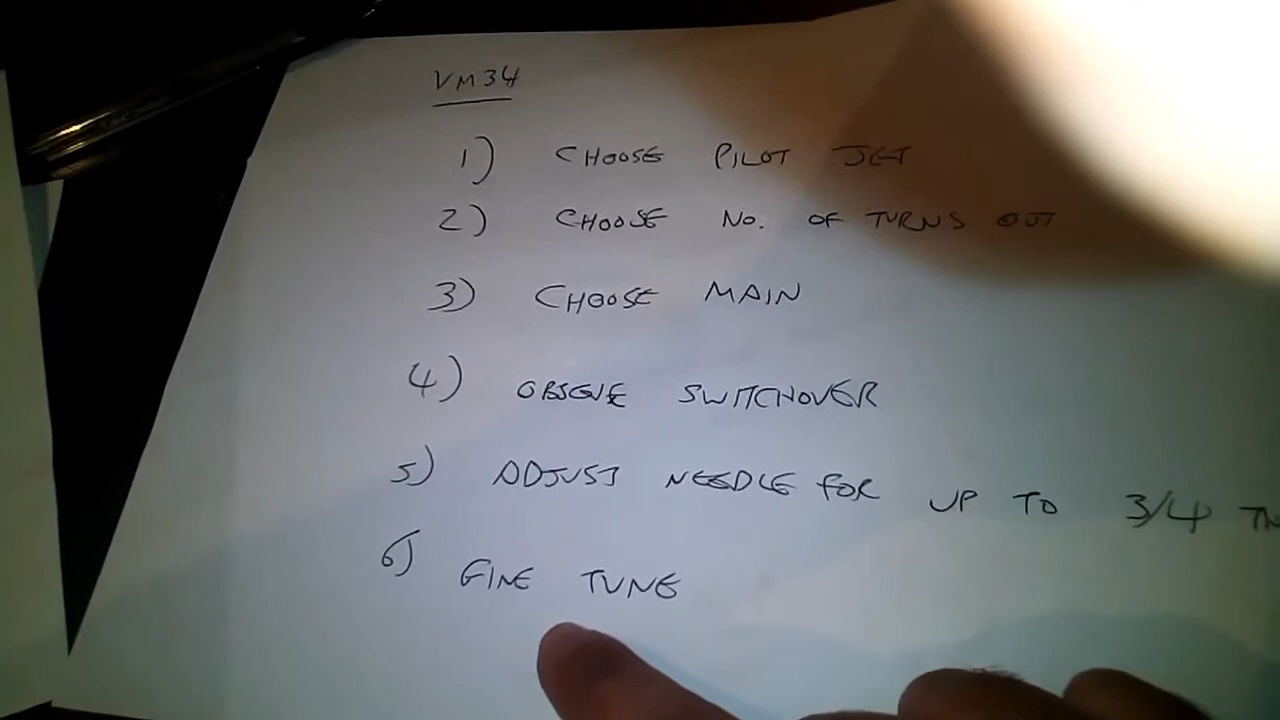 VM34
1) CHOOSE PILOT JET
2) CHOOSE No. OF TURNS OUT
3) CHOOSE MAIN
4) OBSEVE SWITCHOVER
5) ADJUST NEEDLE FOR UP TO 3/4
6) FINE TUNE